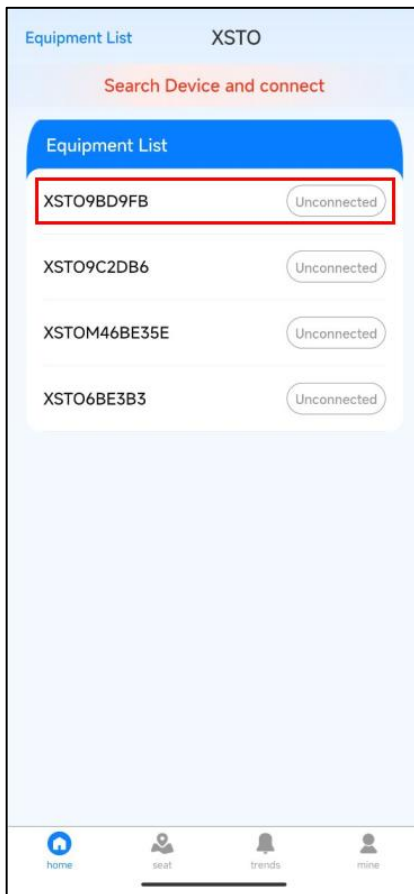 Equipment List XSTO
Search Device and connect
Equipment List
XSTO9BD9FB Unconnected
XSTO9C2DB6 Unconnected
XSTOM46BE35E Unconnected
XSTO6BE3B3 Unconnected
home seat trends mine